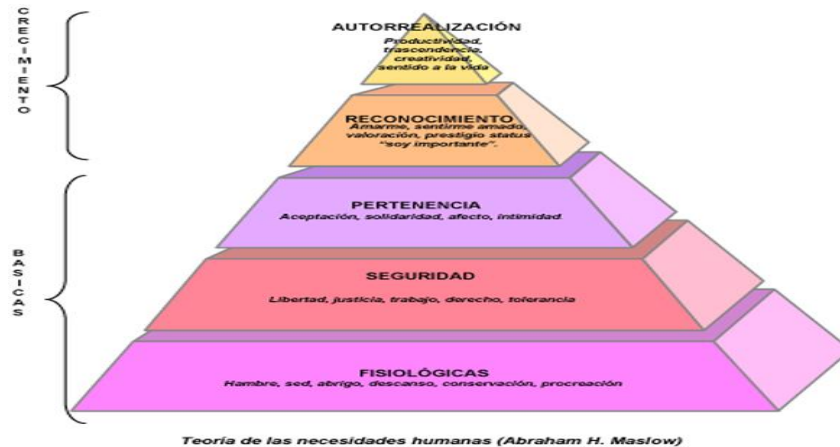 CRECIMIENTO
AUTORREALIZACIÓN
Productividad,
trascendencia,
creatividad,
sentido a la vida
RECONOCIMIENTO
Amarme, sentirme amado,
valoración, prestigio status
"soy importante".
BASICAS
PERTENENCIA
Aceptación, solidaridad, afecto, intimidad
SEGURIDAD
Libertad, justicia, trabajo, derecho, tolerancia
FISIOLÓGICAS
Hambre, sed, abrigo, descanso, conservación, procreación
Teoría de las necesidades humanas (Abraham H. Maslow)